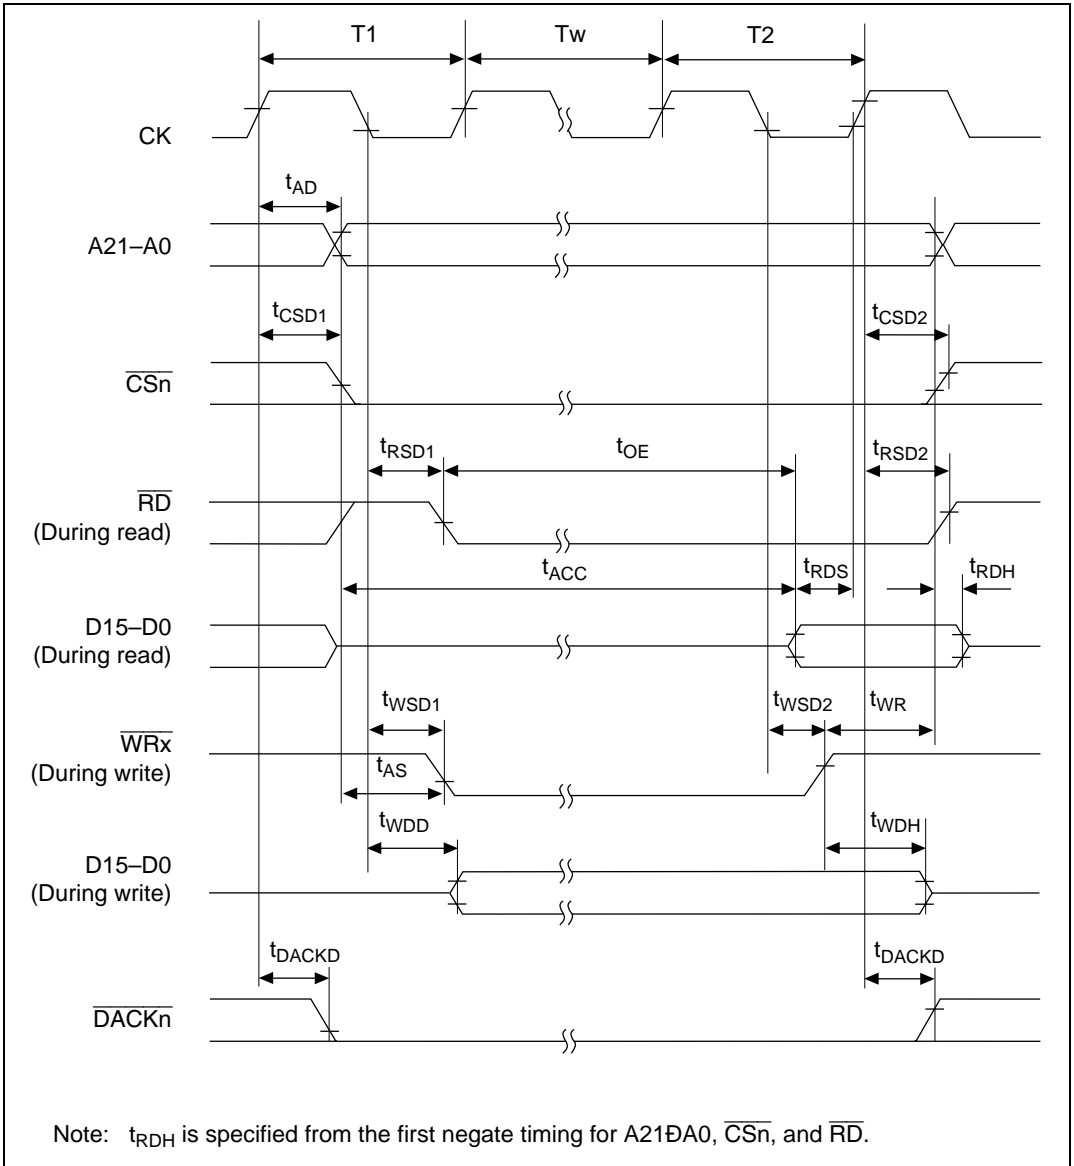 T1 Tw T2
CK
tAD
A21–A0
tCSD1 tCSD2
CSn
tRSD1 tOE tRSD2
RD
(During read)
tACC tRDS tRDH
D15–D0
(During read)
tWSD1 tWSD2 tWR
WRx
(During write)
tAS
tWDD tWDH
D15–D0
(During write)
tDACKD tDACKD
DACKn
Note: tRDH is specified from the first negate timing for A21ÐA0, CSn, and RD.